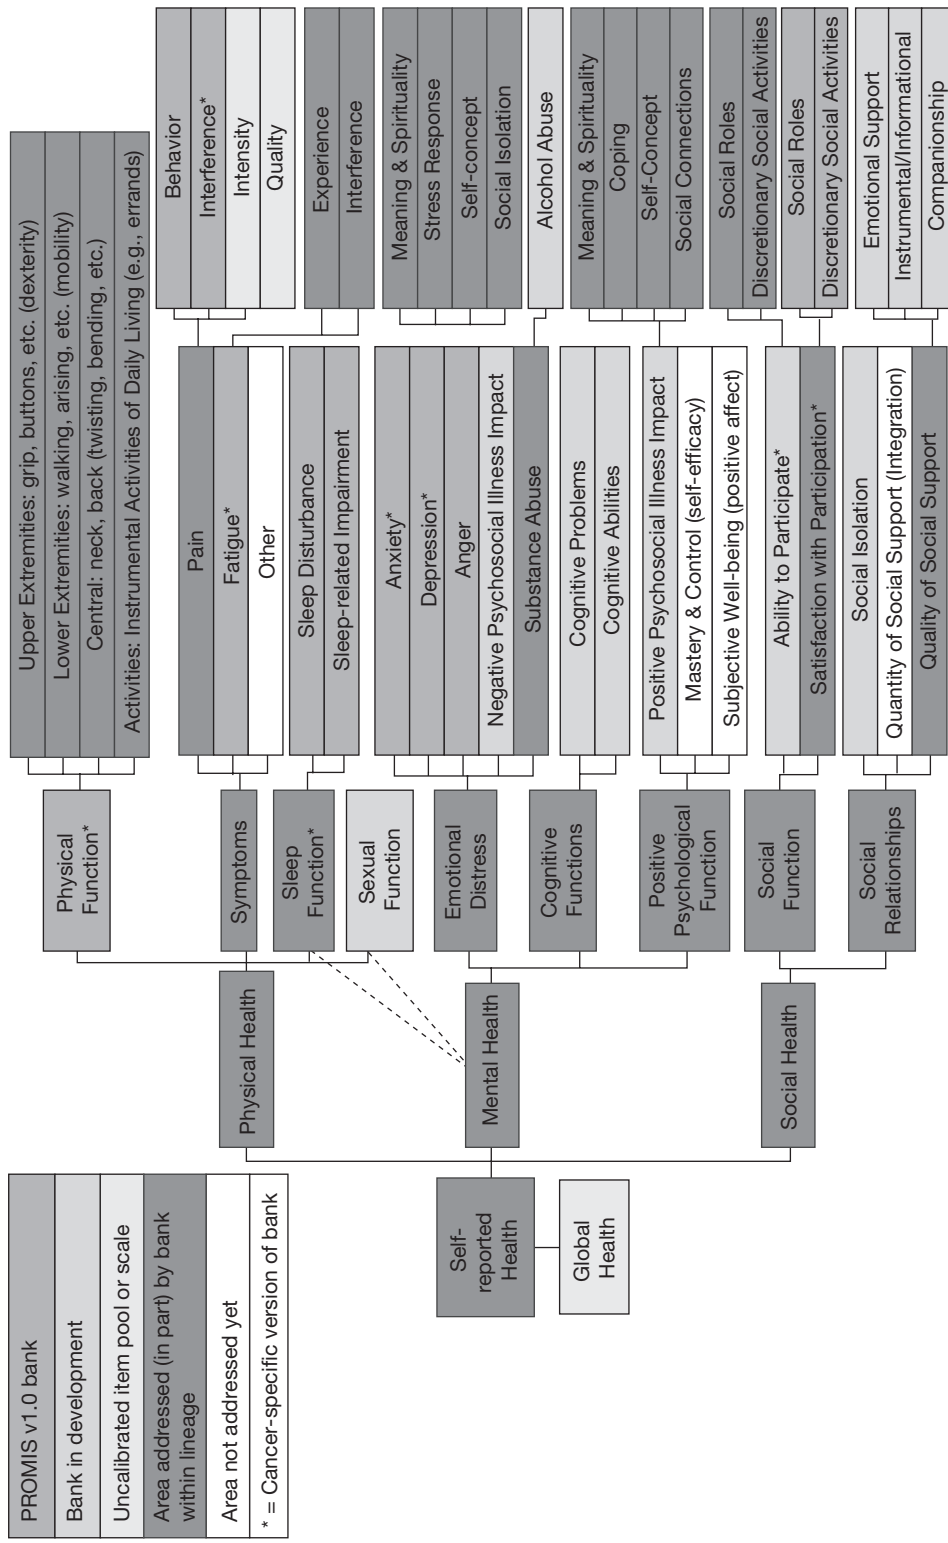 PROMIS v1.0 bank
Bank in development
Uncalibrated item pool or scale
Area addressed (in part) by bank
within lineage
Area not addressed yet
* = Cancer-specific version of bank
Self-
reported
Health
Global
Health
Physical Health
Mental Health
Social Health
Physical
Function*
Symptoms
Sleep
Function*
Sexual
Function
Emotional
Distress
Cognitive
Functions
Positive
Psychological
Function
Social
Function
Social
Relationships
Upper Extremities: grip, buttons, etc. (dexterity)
Lower Extremities: walking, arising, etc. (mobility)
Central: neck, back (twisting, bending, etc.)
Activities: Instrumental Activities of Daily Living (e.g., errands)
Pain
Fatigue*
Other
Sleep Disturbance
Sleep-related Impairment
Anxiety*
Depression*
Anger
Negative Psychosocial Illness Impact
Substance Abuse
Cognitive Problems
Cognitive Abilities
Positive Psychosocial Illness Impact
Mastery & Control (self-efficacy)
Subjective Well-being (positive affect)
Ability to Participate*
Satisfaction with Participation*
Social Isolation
Quantity of Social Support (Integration)
Quality of Social Support
Behavior
Interference*
Intensity
Quality
Experience
Interference
Meaning & Spirituality
Stress Response
Self-concept
Social Isolation
Alcohol Abuse
Meaning & Spirituality
Coping
Self-Concept
Social Connections
Social Roles
Discretionary Social Activities
Social Roles
Discretionary Social Activities
Emotional Support
Instrumental/Informational
Companionship